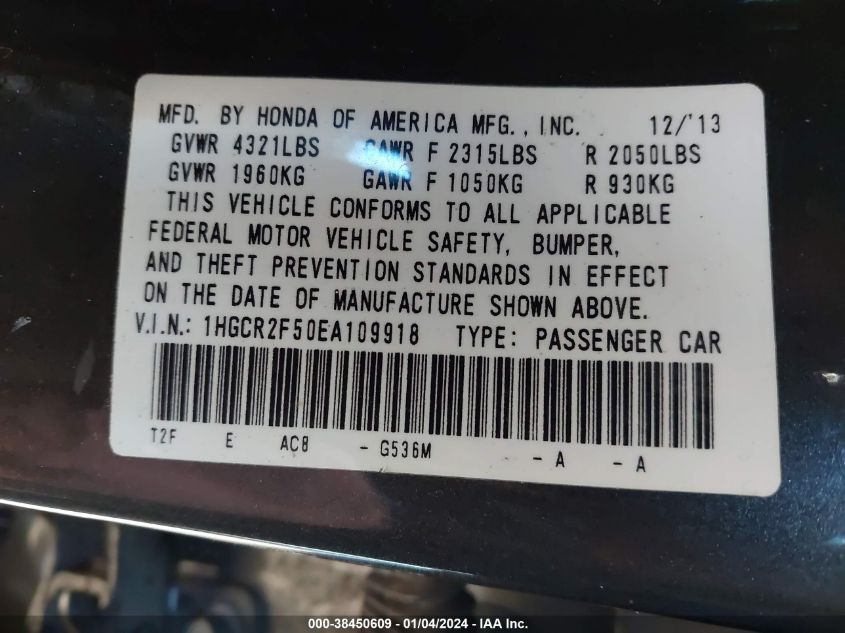 MFD. BY HONDA OF AMERICA MFG., INC. 12/'13
GVWR 4321LBS GAWR F 2315LBS R 2050LBS
GVWR 1960KG GAWR F 1050KG R 930KG
THIS VEHICLE CONFORMS TO ALL APPLICABLE
FEDERAL MOTOR VEHICLE SAFETY, BUMPER,
AND THEFT PREVENTION STANDARDS IN EFFECT
ON THE DATE OF MANUFACTURE SHOWN ABOVE.
V.I.N.: 1HGCR2F50EA109918 TYPE: PASSENGER CAR
T2F E AC8 - G536M - A - A
000-38450609 - 01/04/2024 - IAA Inc.